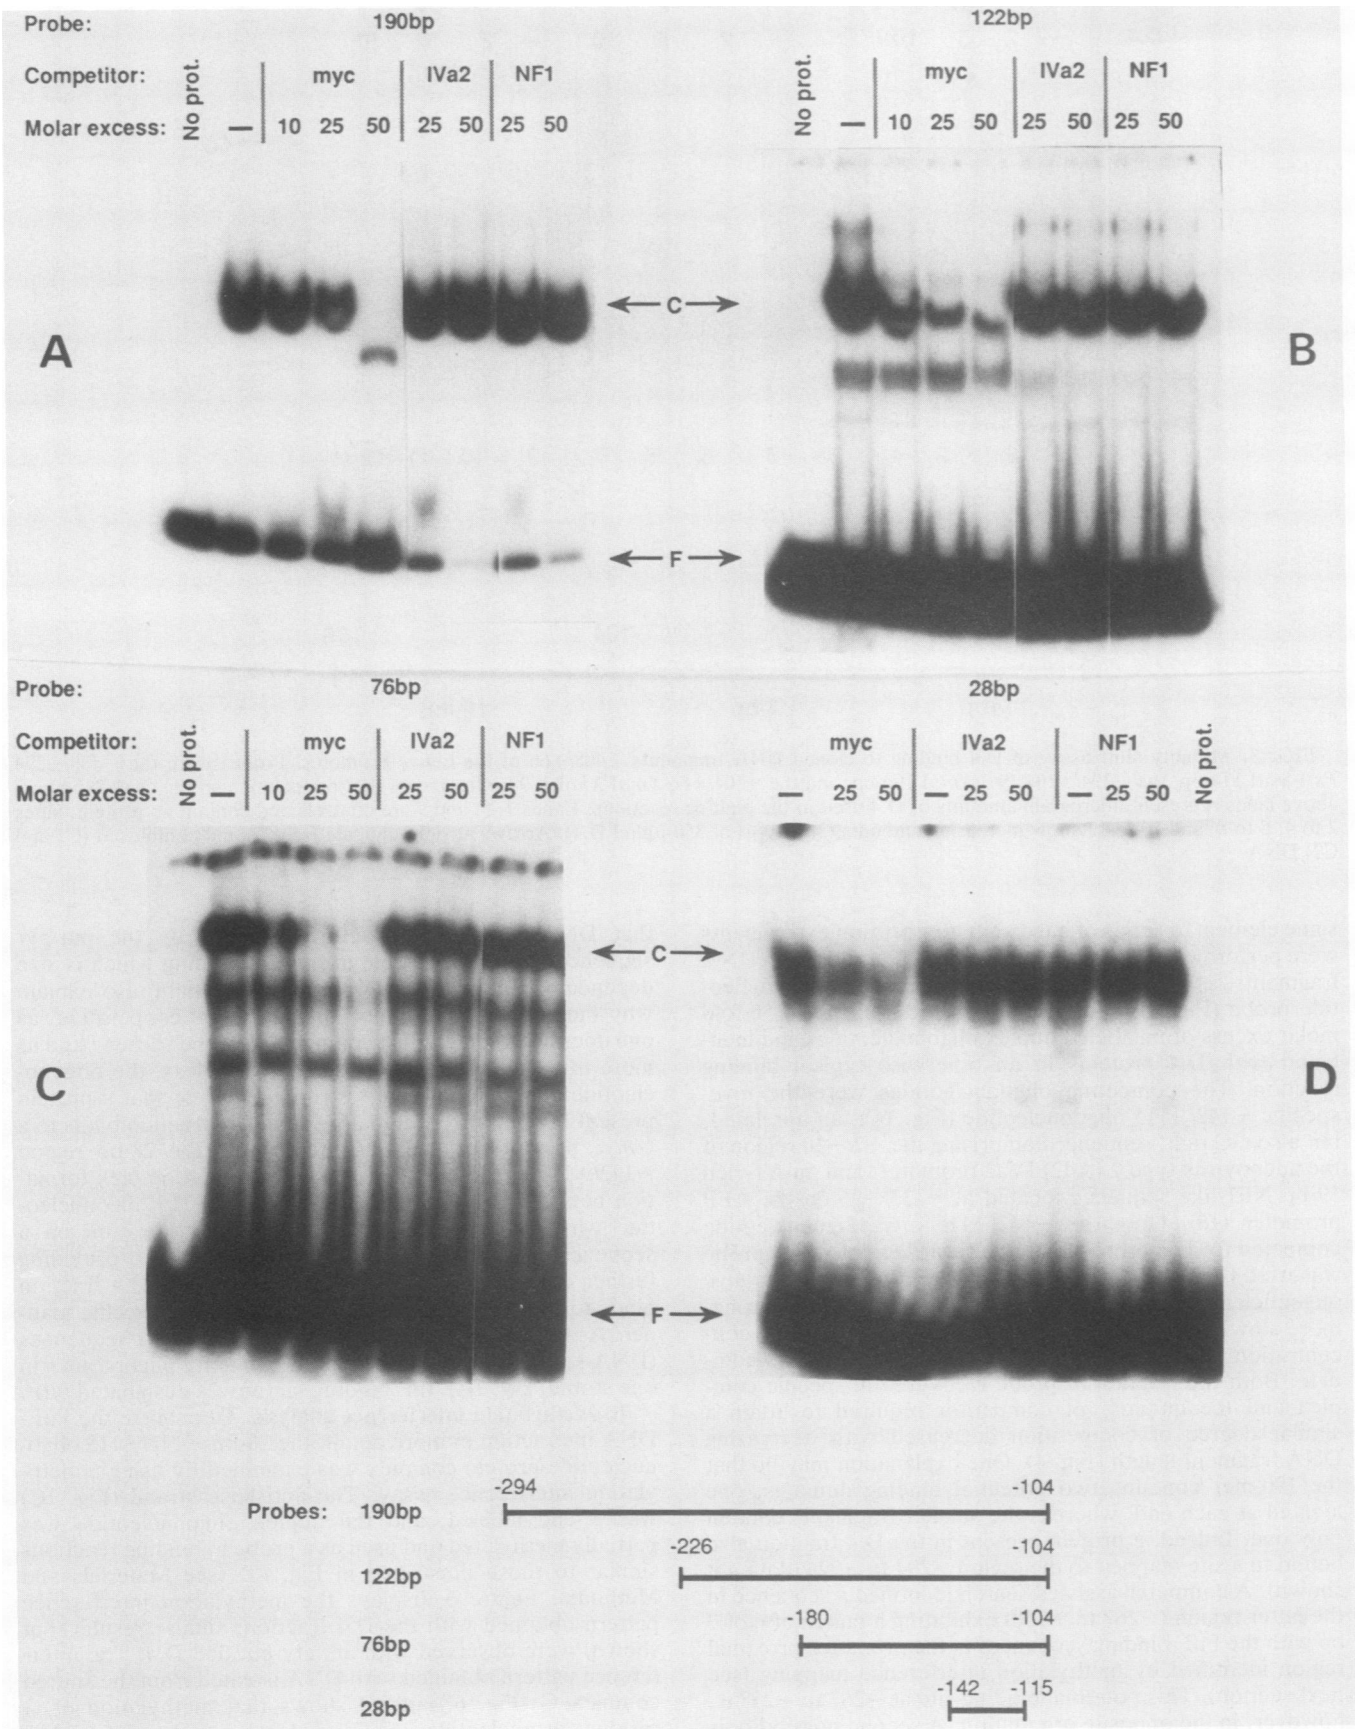 Probe: 190bp 122bp
Competitor: No prot. myc IVa2 NF1 No prot. myc IVa2 NF1
Molar excess: — 10 25 50 25 50 25 50 — 10 25 50 25 50 25 50
A ← C → B
← F →
Probe: 76bp 28bp
Competitor: No prot. myc IVa2 NF1 myc IVa2 NF1 No prot.
Molar excess: — 10 25 50 25 50 25 50 — 25 50 — 25 50 — 25 50
← C →
C D
← F →
-294 -104
Probes: 190bp
-226 -104
122bp
-180 -104
76bp
-142 -115
28bp